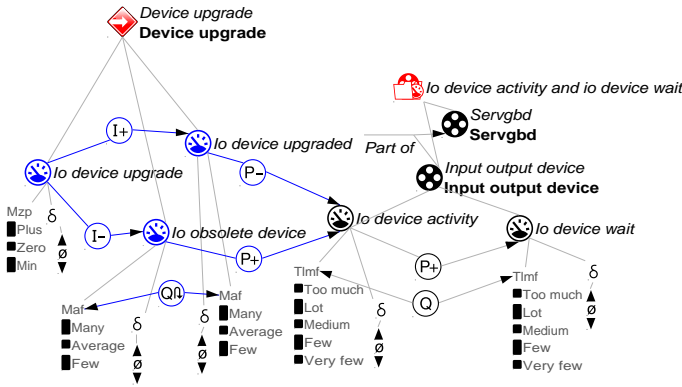 Device upgrade
Device upgrade
Io device activity and io device wait
Servgbd
Servgbd
Part of
I+
Io device upgraded
Io device upgrade
P-
Input output device
Input output device
Mzp
δ
Plus
Zero
Min
ø
I-
Io obsolete device
Io device activity
Io device wait
P+
P+
Q
Q
Maf
δ
Many
Average
Few
ø
δ
ø
Maf
Many
Average
Few
Tlmf
δ
Too much
Lot
Medium
Few
Very few
ø
Tlmf
δ
Too much
Lot
Medium
Few
Very few
ø